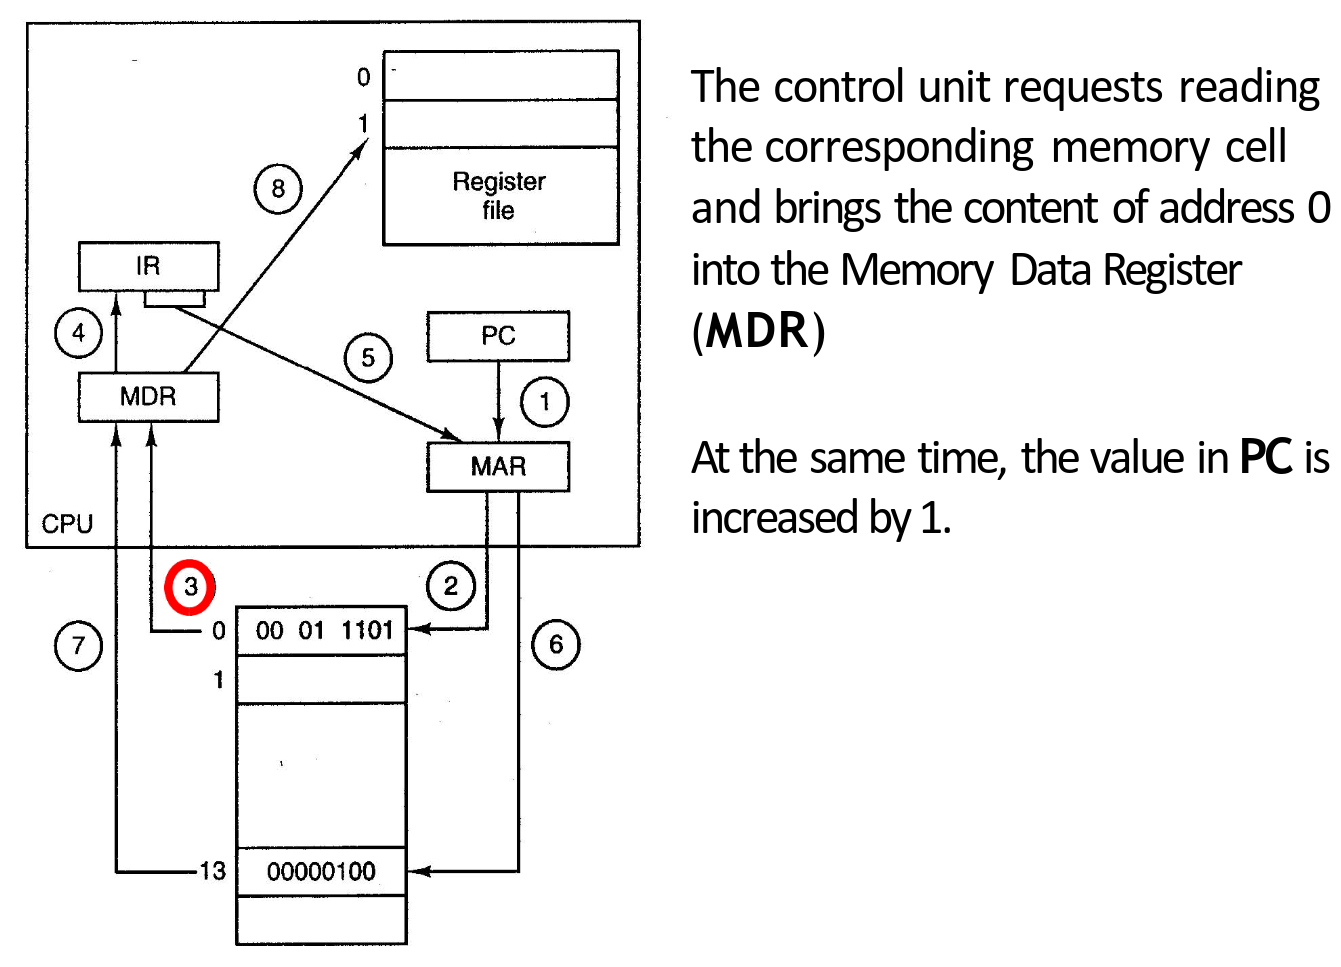 0
1
Register
file
8
IR
4
5
PC
MDR
1
MAR
CPU
3
2
7
0
00 01 1101
6
1
13
00000100
The control unit requests reading
the corresponding memory cell
and brings the content of address 0
into the Memory Data Register
(MDR)
At the same time, the value in PC is
increased by 1.